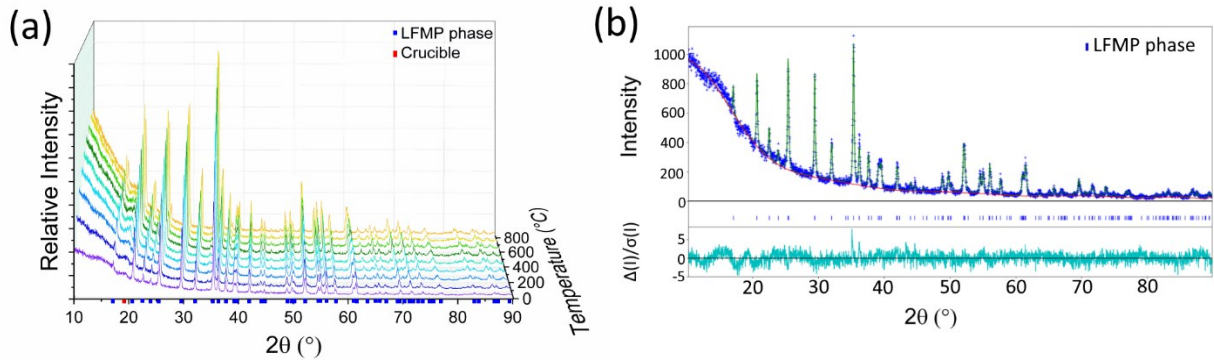 (a)
LFMP phase
Crucible
Relative Intensity
800
600
400
200
0
Temperature (°C)
10 20 30 40 50 60 70 80 90
2θ (°)
(b)
LFMP phase
Intensity
1000
800
600
400
200
0
Δ(I)/σ(I)
5
0
-5
20 30 40 50 60 70 80
2θ (°)